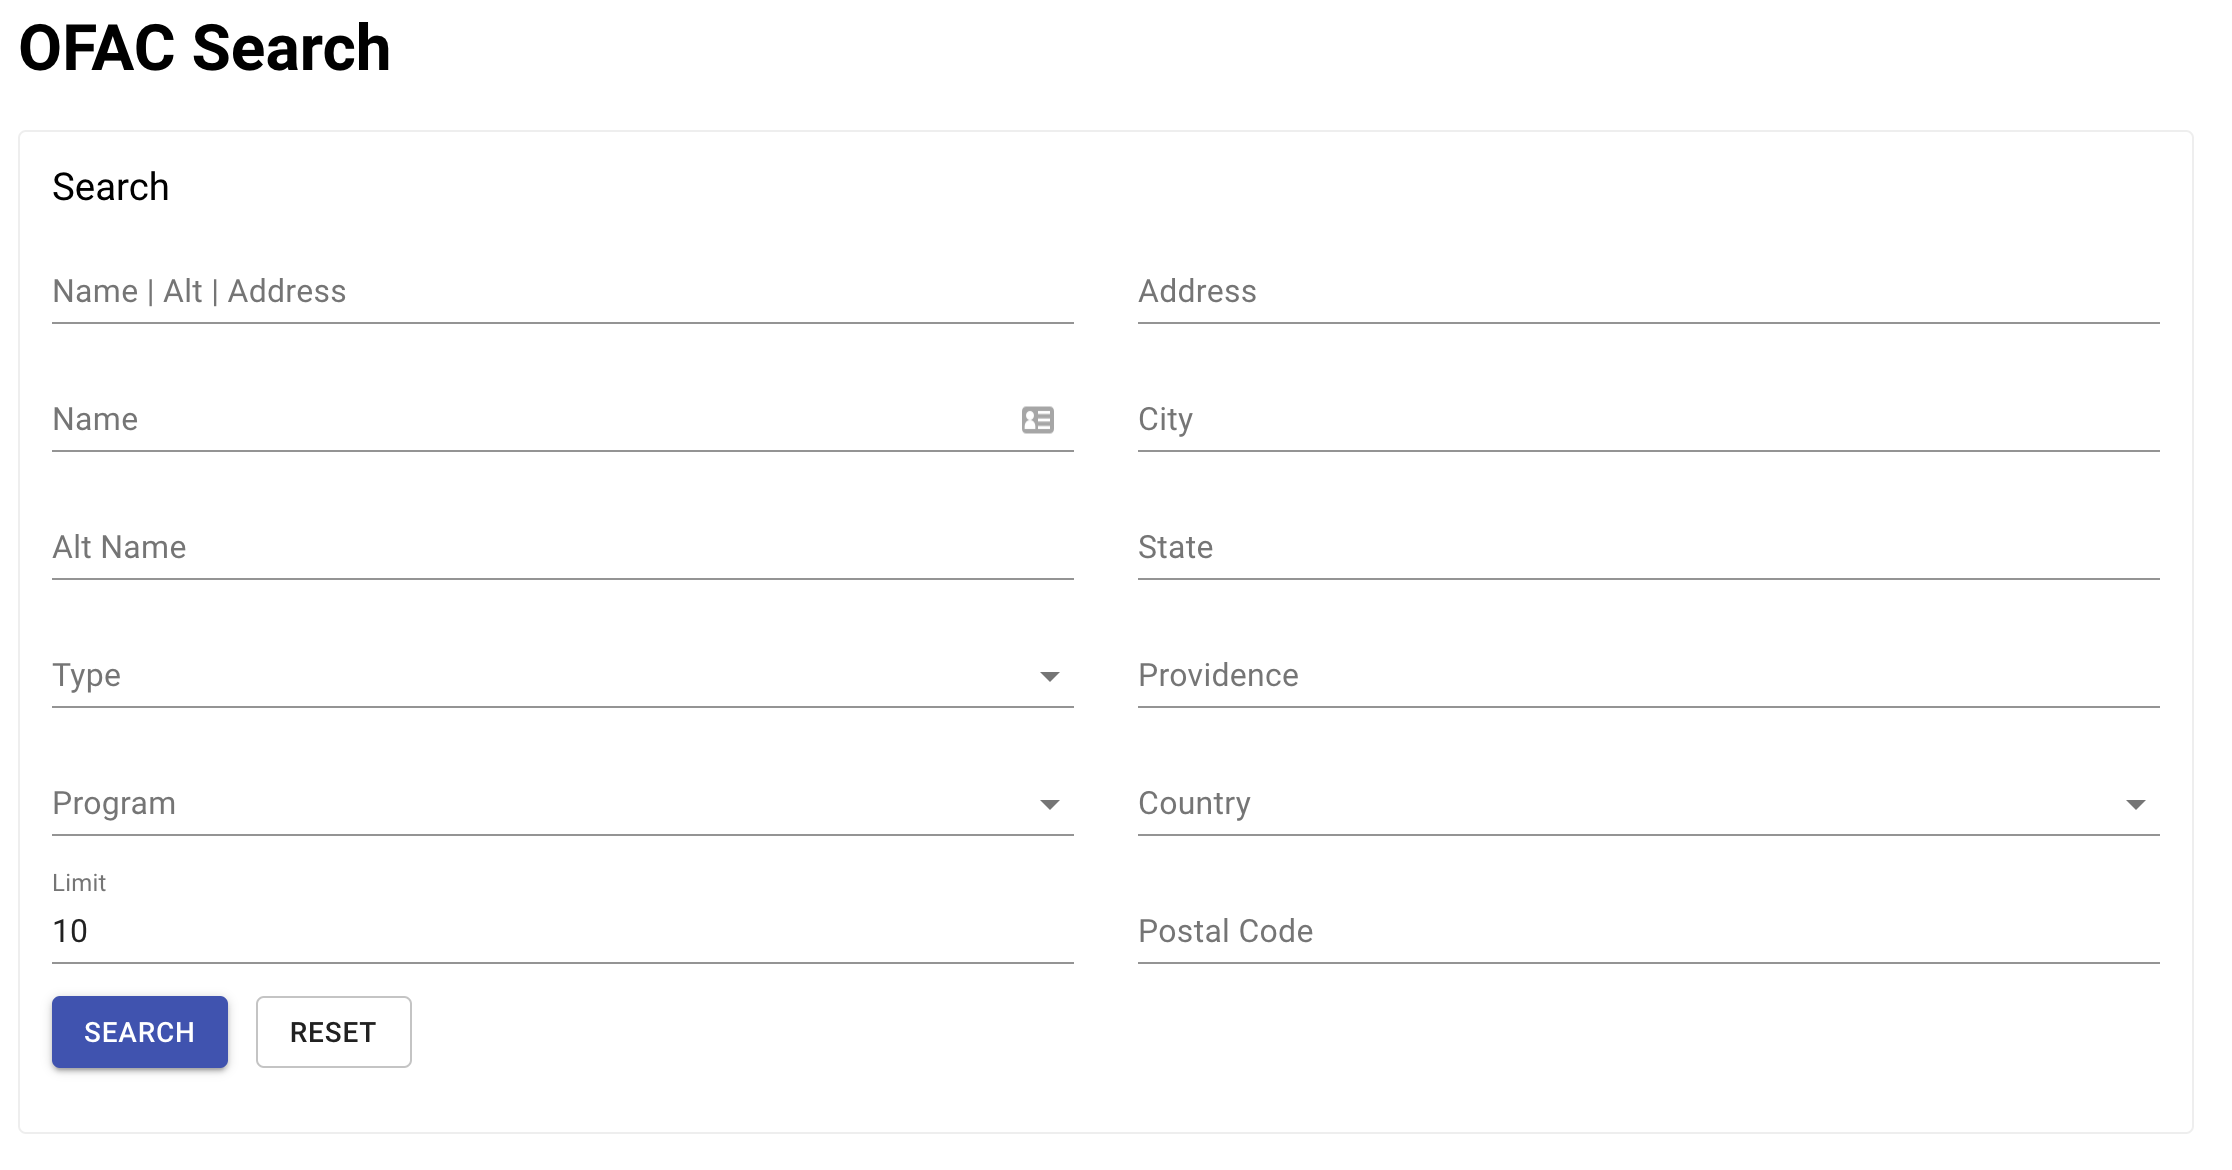 OFAC Search
Search
Name | Alt | Address
Address
Name
City
Alt Name
State
Type
Providence
Program
Country
Limit
10
Postal Code
SEARCH
RESET